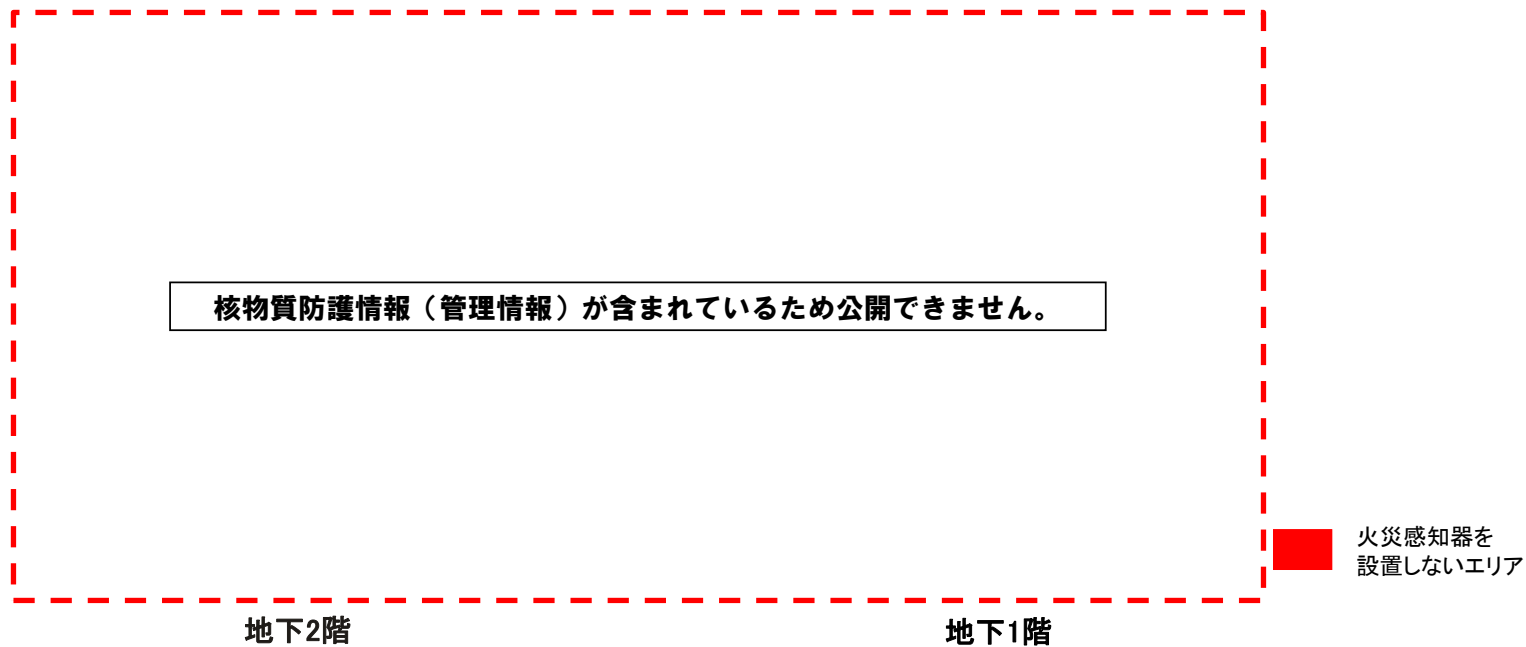 核物質防護情報（管理情報）が含まれているため公開できません。
火災感知器を
設置しないエリア
地下2階
地下1階